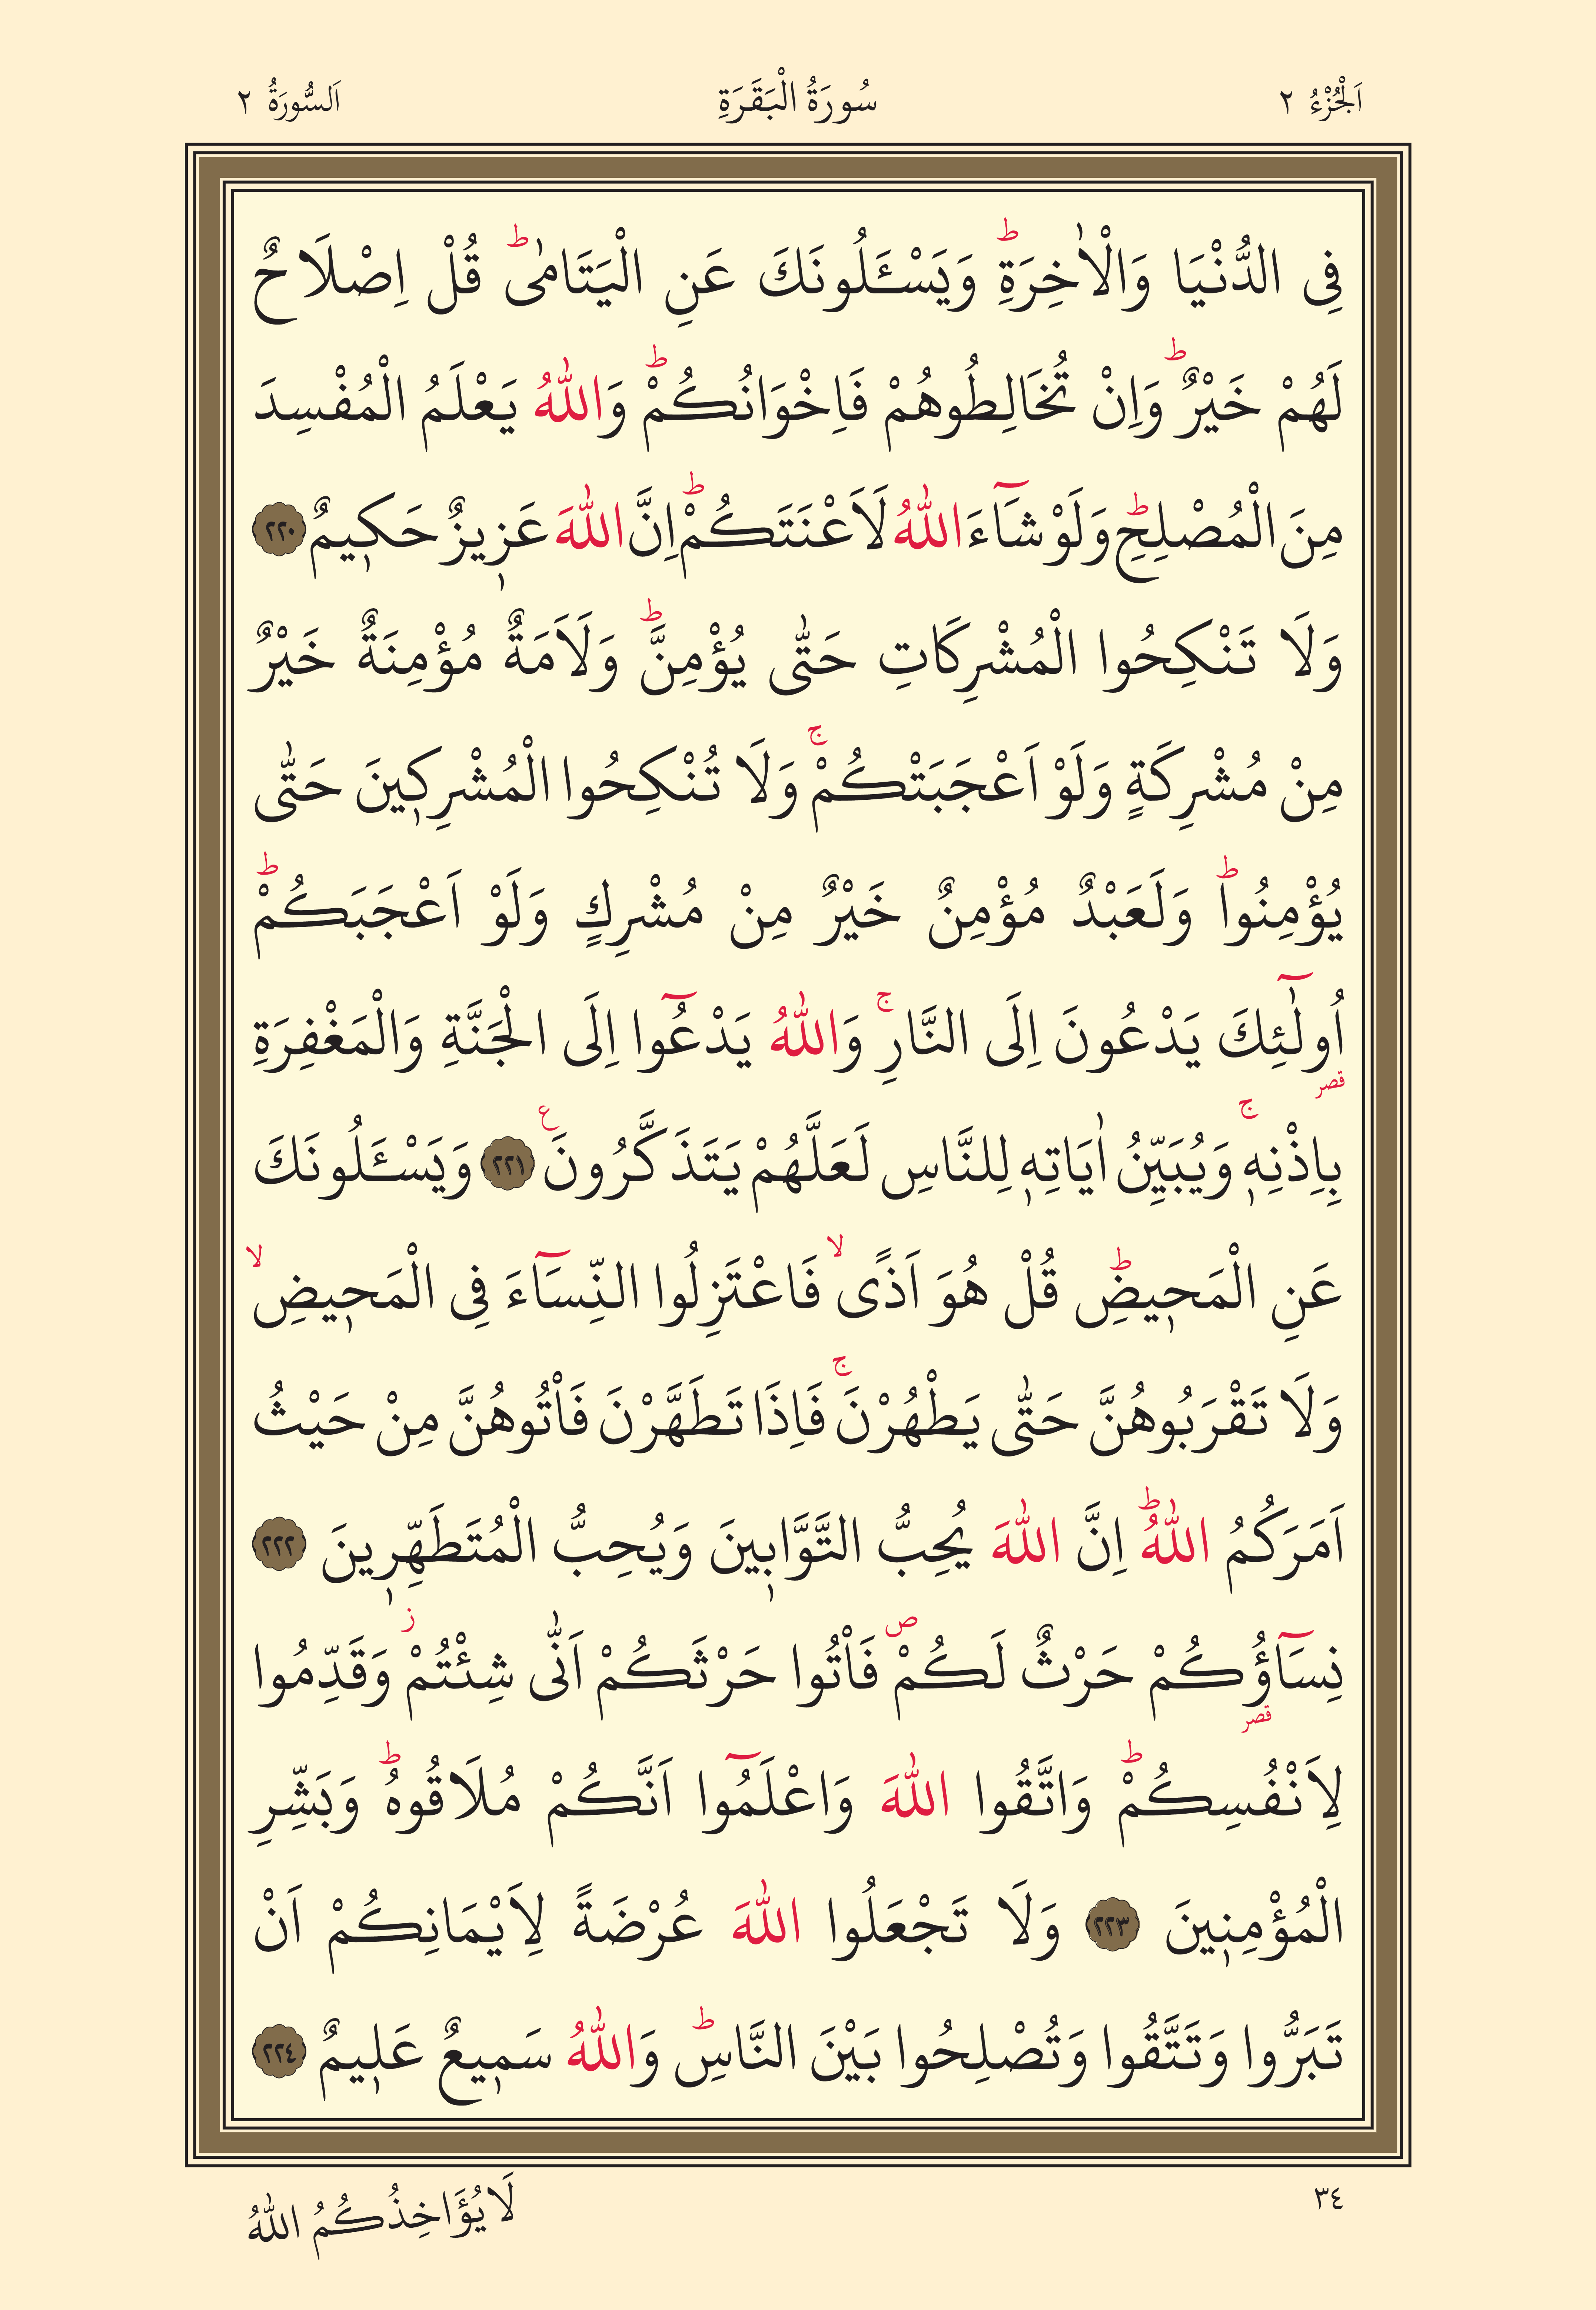 اَلْجُزْءُ ٢ سُورَةُ الْبَقَرَةِ اَلسُّورَةُ ٢
فِى الدُّنْيَا وَالْاٰخِرَةِۜ وَيَسْـَٔلُونَكَ عَنِ الْيَتَامٰىۜ قُلْ اِصْلَاحٌ
لَهُمْ خَيْرٌۜ وَاِنْ تُخَالِطُوهُمْ فَاِخْوَانُكُمْۜ وَاللّٰهُ يَعْلَمُ الْمُفْسِدَ
مِنَ الْمُصْلِحِۜ وَلَوْ شَٓاءَ اللّٰهُ لَاَعْنَتَكُمْۜ اِنَّ اللّٰهَ عَزٖيزٌ حَكٖيمٌ ٢٢٠
وَلَا تَنْكِحُوا الْمُشْرِكَاتِ حَتّٰى يُؤْمِنَّۜ وَلَاَمَةٌ مُؤْمِنَةٌ خَيْرٌ
مِنْ مُشْرِكَةٍ وَلَوْ اَعْجَبَتْكُمْۚ وَلَا تُنْكِحُوا الْمُشْرِكٖينَ حَتّٰى
يُؤْمِنُواۜ وَلَعَبْدٌ مُؤْمِنٌ خَيْرٌ مِنْ مُشْرِكٍ وَلَوْ اَعْجَبَكُمْۜ
اُولٰٓئِكَ يَدْعُونَ اِلَى النَّارِۚ وَاللّٰهُ يَدْعُٓوا اِلَى الْجَنَّةِ وَالْمَغْفِرَةِ
قصر
بِاِذْنِهٖۚ وَيُبَيِّنُ اٰيَاتِهٖ لِلنَّاسِ لَعَلَّهُمْ يَتَذَكَّرُونَ ع ٢٢١ وَيَسْـَٔلُونَكَ
عَنِ الْمَحٖيضِۜ قُلْ هُوَ اَذًىۙ فَاعْتَزِلُوا النِّسَٓاءَ فِى الْمَحٖيضِۙ
وَلَا تَقْرَبُوهُنَّ حَتّٰى يَطْهُرْنَۚ فَاِذَا تَطَهَّرْنَ فَأْتُوهُنَّ مِنْ حَيْثُ
اَمَرَكُمُ اللّٰهُۜ اِنَّ اللّٰهَ يُحِبُّ التَّوَّابٖينَ وَيُحِبُّ الْمُتَطَهِّرٖينَ ٢٢٢
نِسَٓاؤُكُمْ حَرْثٌ لَكُمْ ص فَأْتُوا حَرْثَكُمْ اَنّٰى شِئْتُمْ ز وَقَدِّمُوا
قصر
لِاَنْفُسِكُمْۜ وَاتَّقُوا اللّٰهَ وَاعْلَمُٓوا اَنَّكُمْ مُلَاقُوهُۜ وَبَشِّرِ
الْمُؤْمِنٖينَ ٢٢٣ وَلَا تَجْعَلُوا اللّٰهَ عُرْضَةً لِاَيْمَانِكُمْ اَنْ
تَبَرُّوا وَتَتَّقُوا وَتُصْلِحُوا بَيْنَ النَّاسِۜ وَاللّٰهُ سَمٖيعٌ عَلٖيمٌ ٢٢٤
٣٤
لَا يُؤَاخِذُكُمُ اللّٰهُ